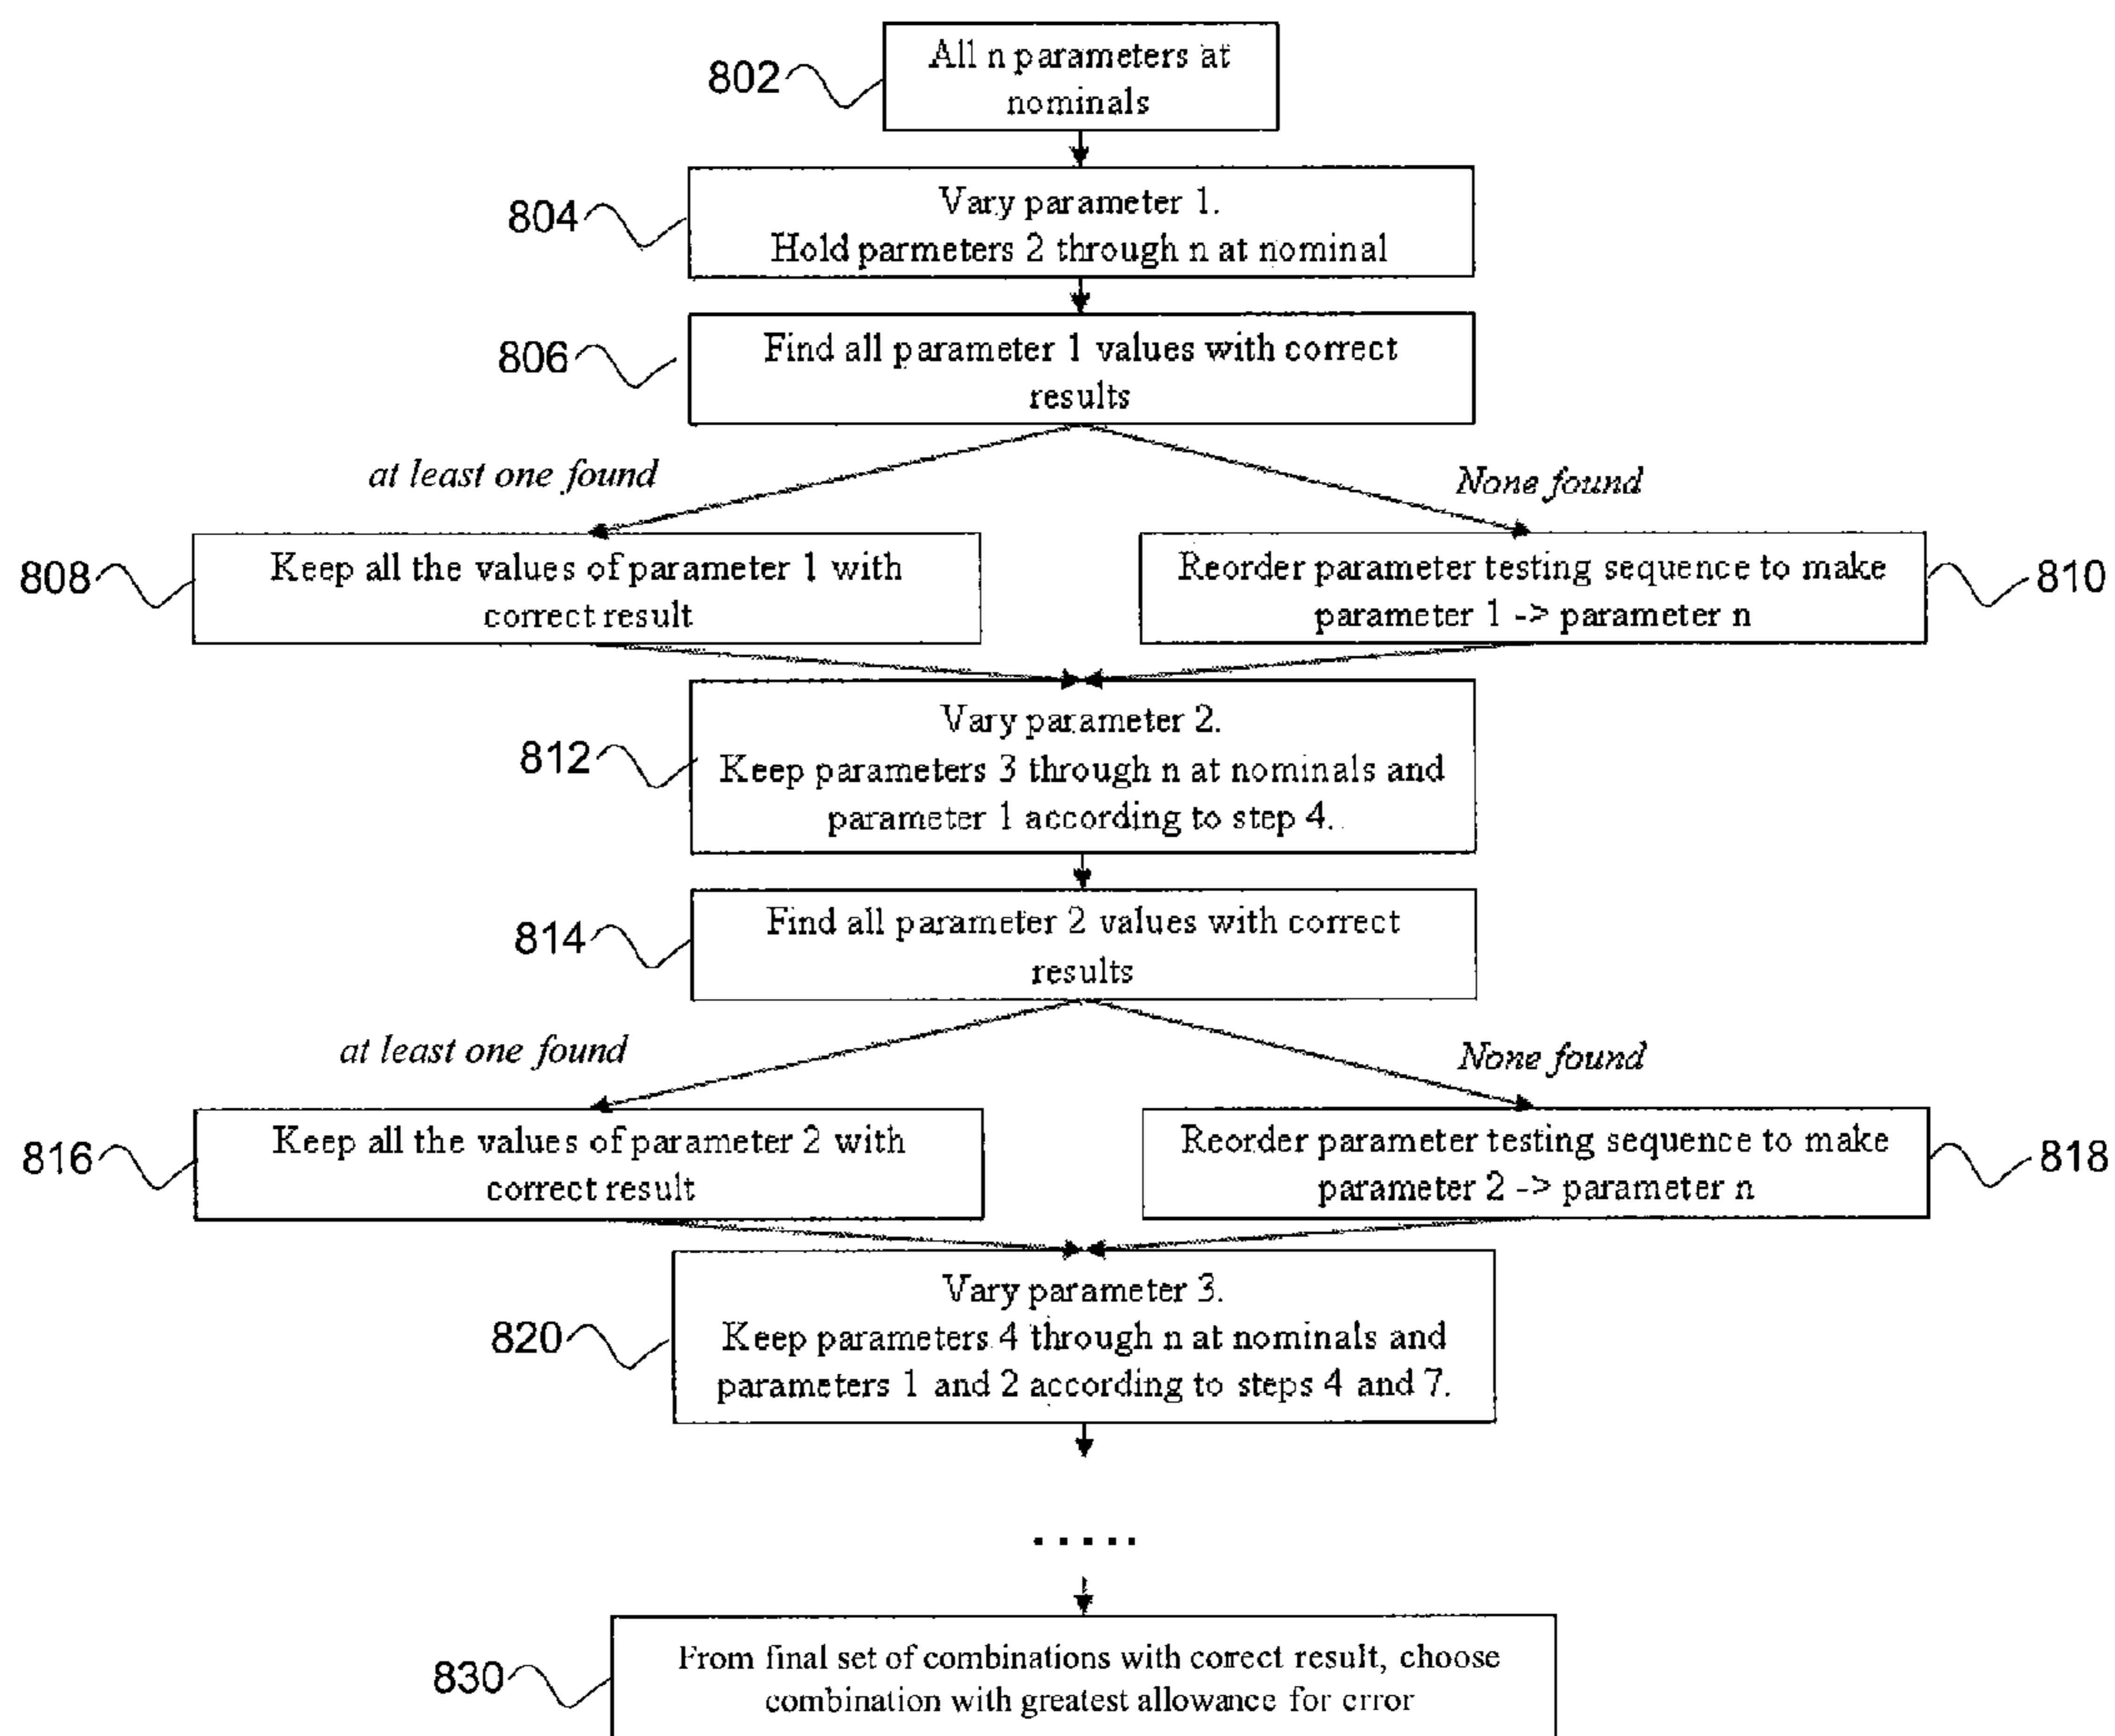 802
All n parameters at
nominals
804
Vary parameter 1.
Hold parmeters 2 through n at nominal
806
Find all parameter 1 values with correct
results
at least one found
None found
808
Keep all the values of parameter 1 with
correct result
Reorder parameter testing sequence to make
parameter 1 -> parameter n
810
812
Vary parameter 2.
Keep parameters 3 through n at nominals and
parameter 1 according to step 4.
814
Find all parameter 2 values with correct
results
at least one found
None found
816
Keep all the values of parameter 2 with
correct result
Reorder parameter testing sequence to make
parameter 2 -> parameter n
818
820
Vary parameter 3.
Keep parameters 4 through n at nominals and
parameters 1 and 2 according to steps 4 and 7.
.....
830
From final set of combinations with correct result, choose
combination with greatest allowance for error